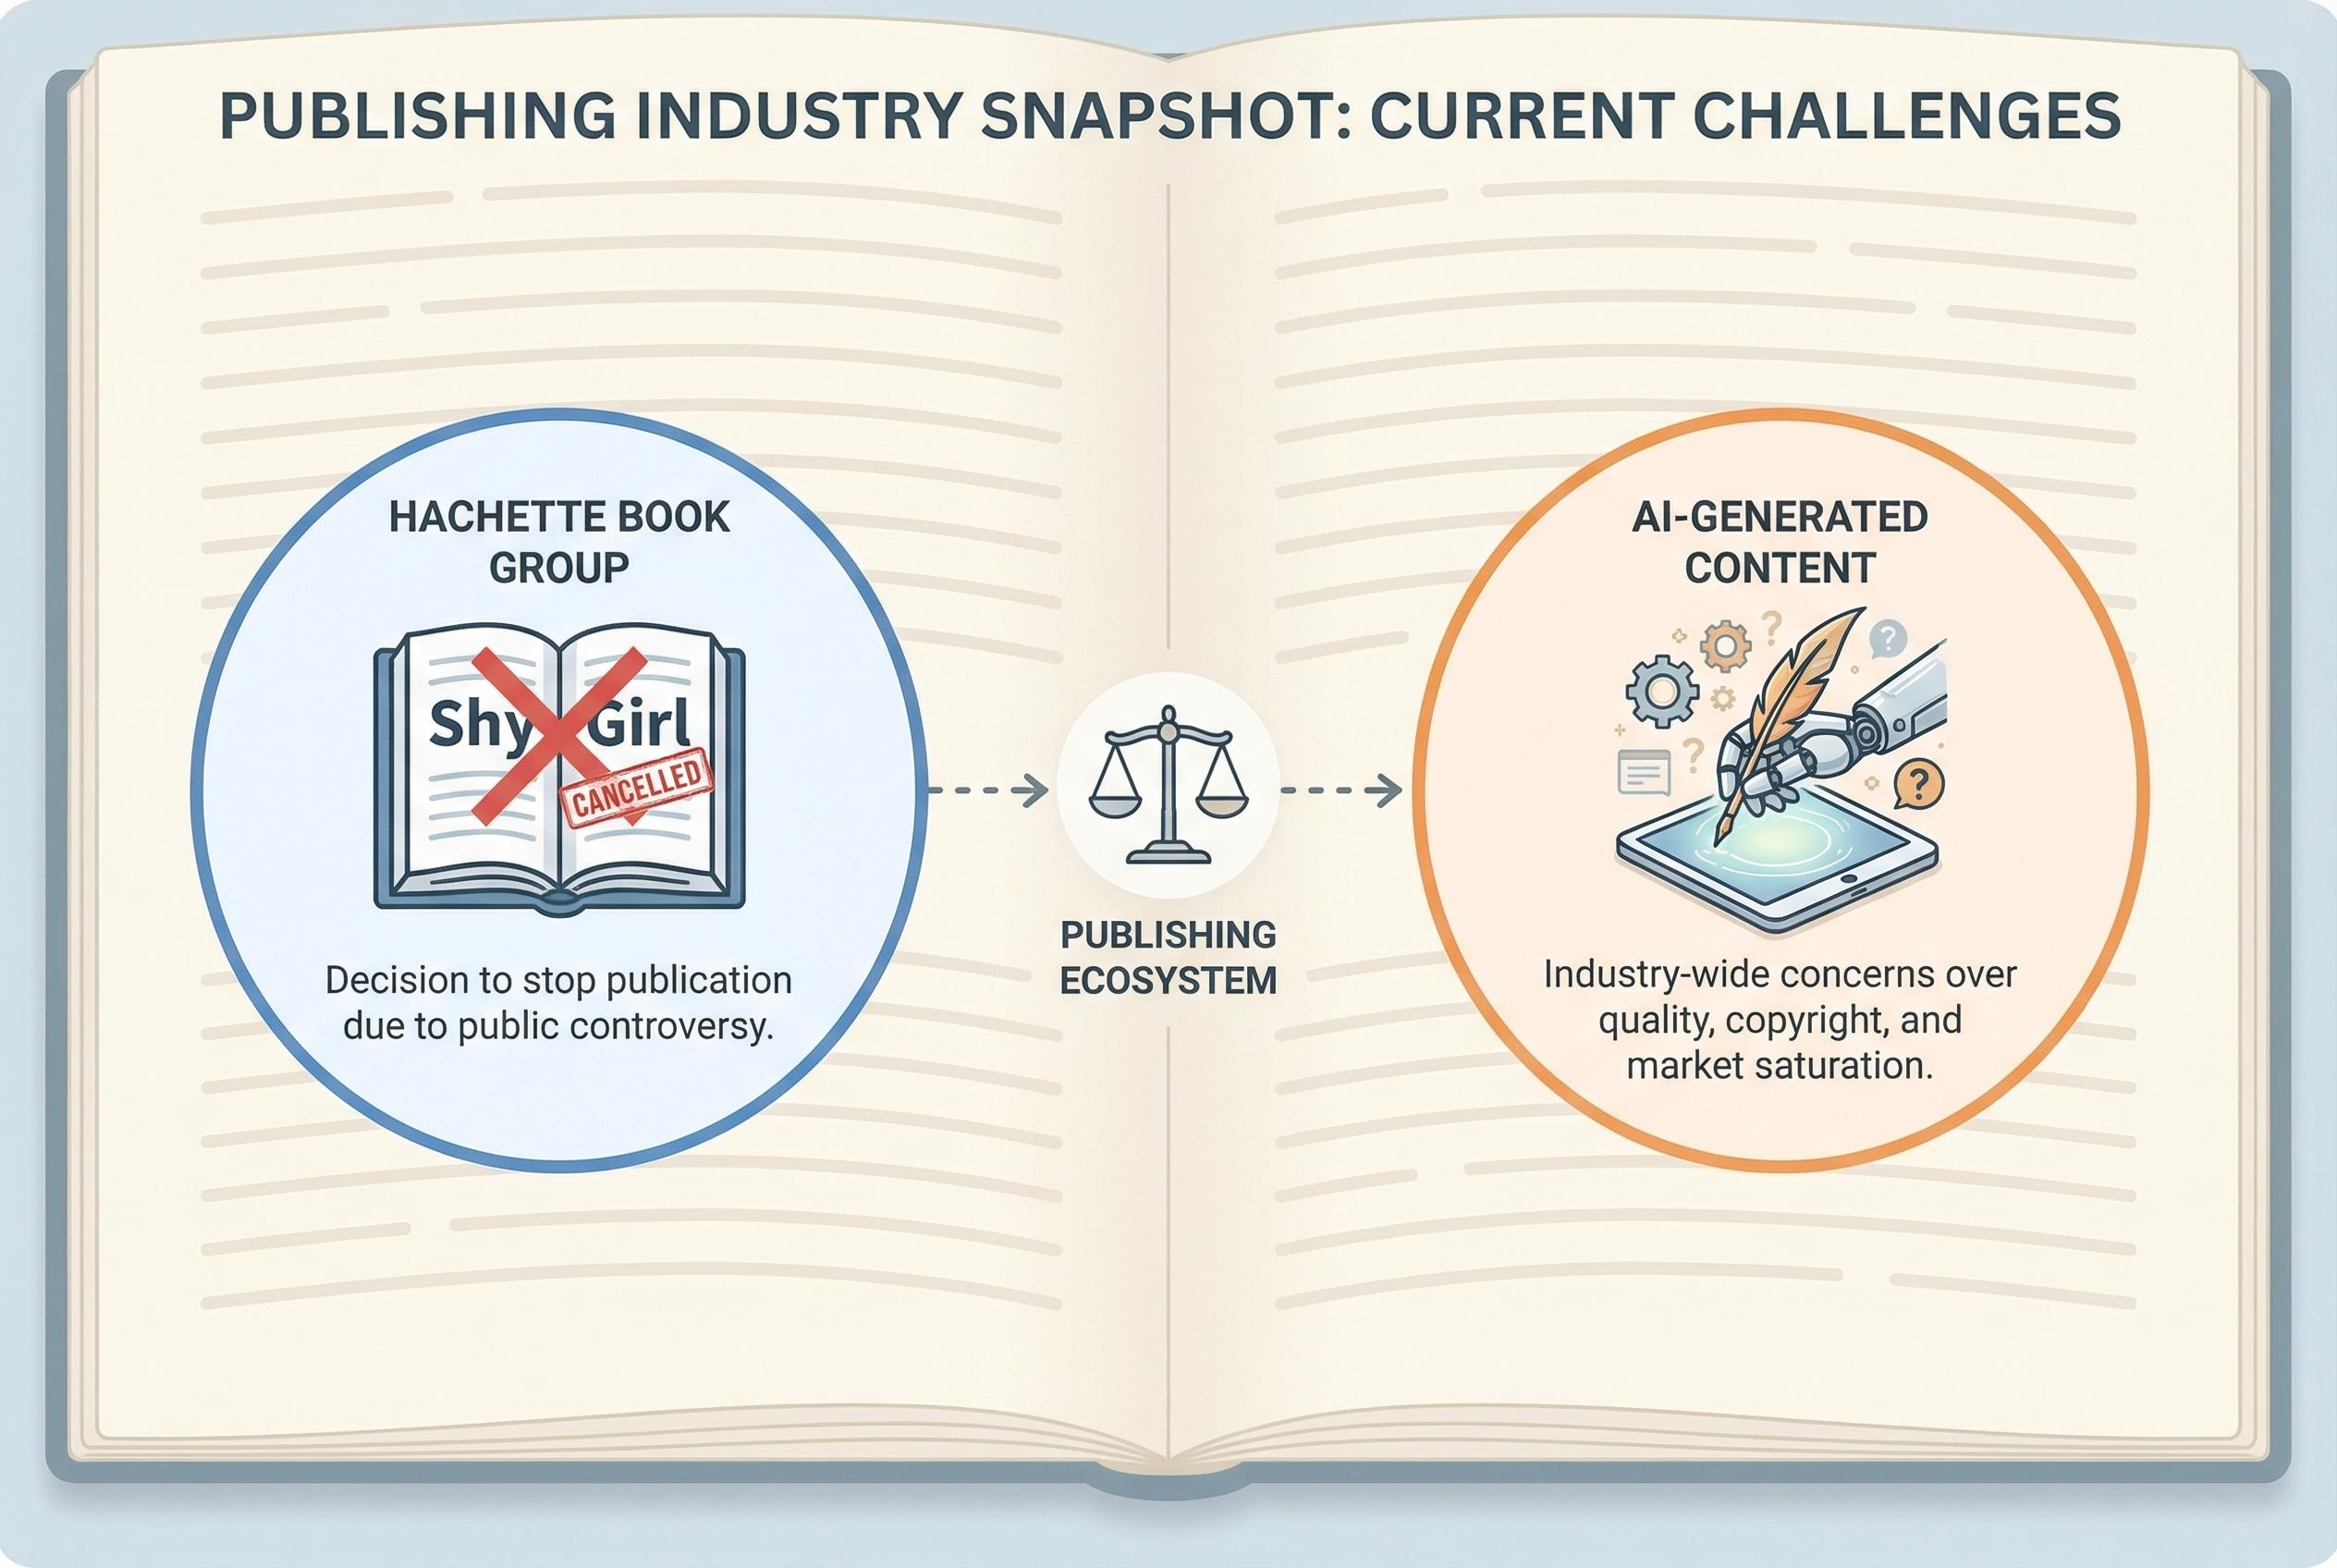 PUBLISHING INDUSTRY SNAPSHOT: CURRENT CHALLENGES
HACHETTE BOOK
GROUP
Shy Girl
CANCELLED
Decision to stop publication
due to public controversy.
PUBLISHING
ECOSYSTEM
AI-GENERATED
CONTENT
?
?
?
?
Industry-wide concerns over
quality, copyright, and
market saturation.